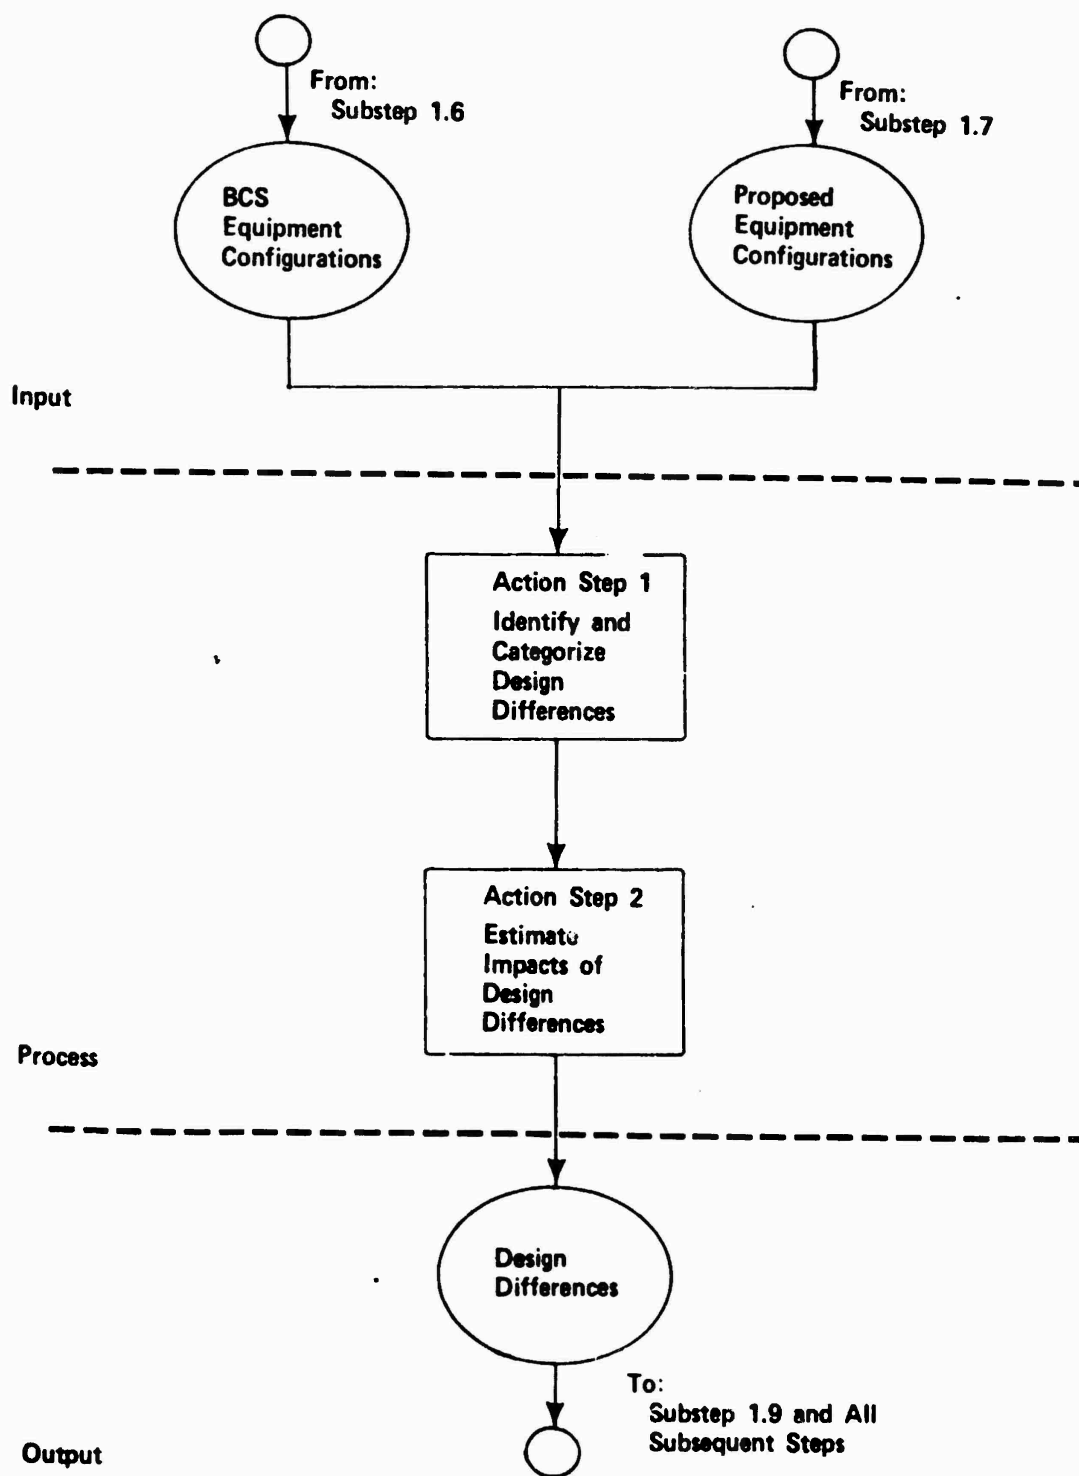 From:
Substep 1.6
From:
Substep 1.7
BCS
Equipment
Configurations
Proposed
Equipment
Configurations
Input
Action Step 1
Identify and
Categorize
Design
Differences
Action Step 2
Estimate
Impacts of
Design
Differences
Process
Design
Differences
To:
Substep 1.9 and All
Subsequent Steps
Output